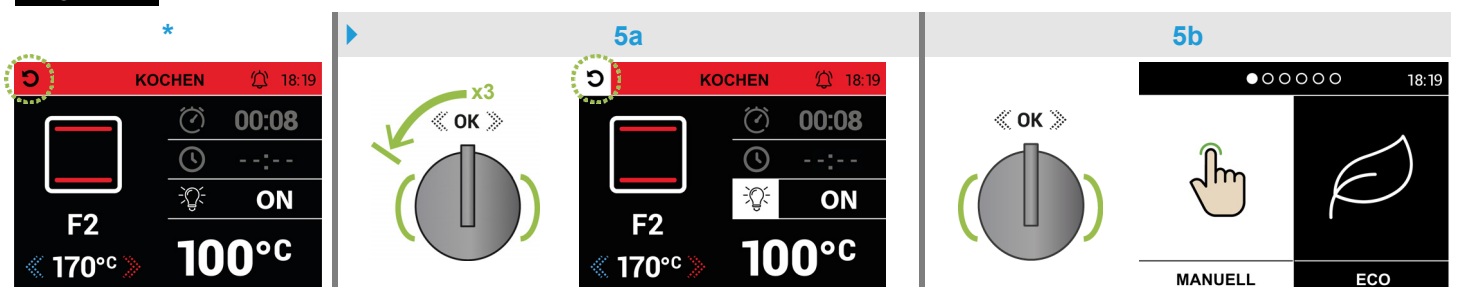 *
5a
5b
KOCHEN 18:19
00:08
--:--
ON
F2
170°C
100°C
x3
OK
KOCHEN 18:19
00:08
--:--
ON
F2
170°C
100°C
OK
18:19
MANUELL
ECO